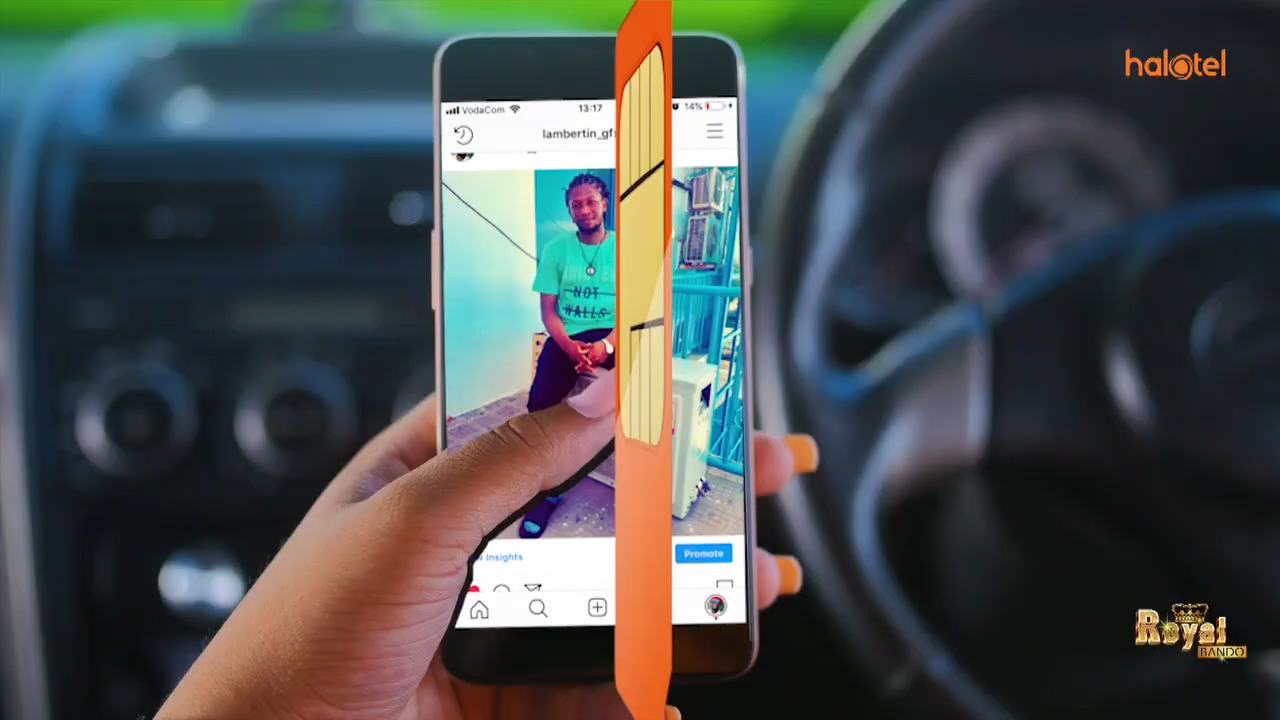 halotel
VodaCom
13:17
14%
lambertin_gf
NOT
WALLS
Insights
Promote
Royal
BANDO